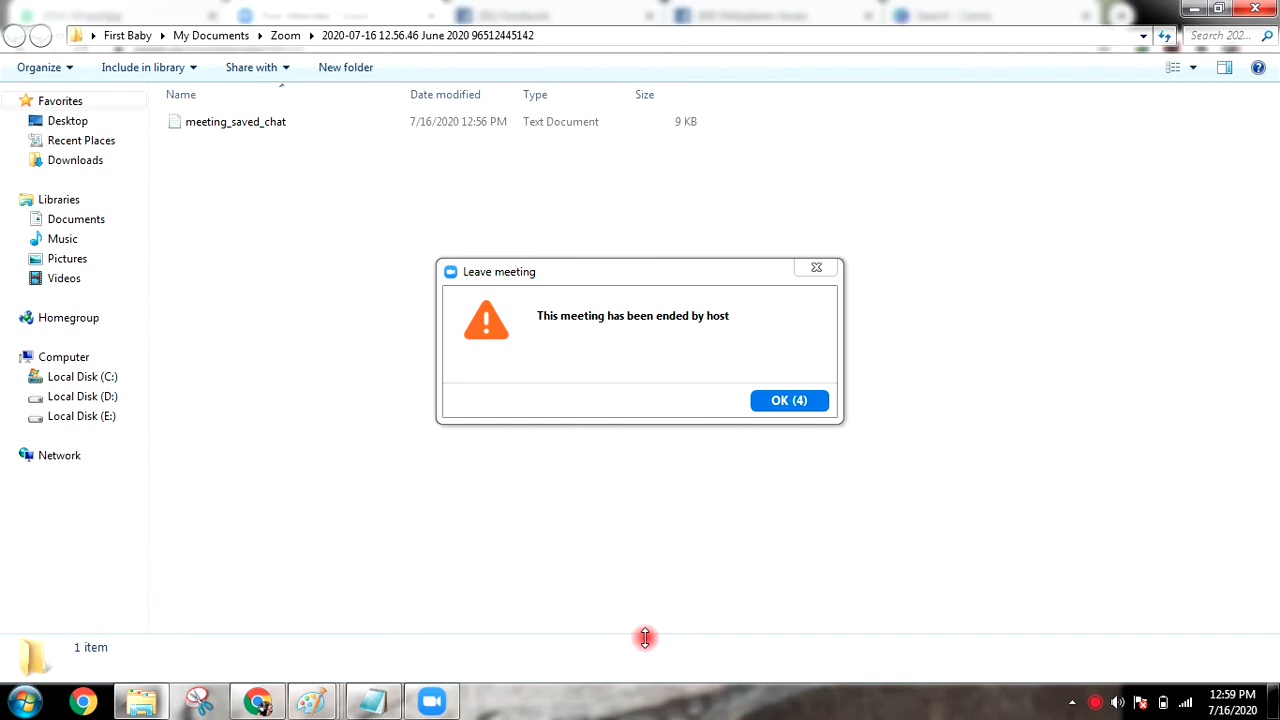 First Baby My Documents Zoom 2020-07-16 12.56.46 June 2020 96512445142
Search 202...
Organize Include in library Share with New folder
Name Date modified Type Size
meeting_saved_chat 7/16/2020 12:56 PM Text Document 9 KB
Favorites
Desktop
Recent Places
Downloads
Libraries
Documents
Music
Pictures
Videos
Homegroup
Computer
Local Disk (C:)
Local Disk (D:)
Local Disk (E:)
Network
Leave meeting
This meeting has been ended by host
OK (4)
1 item
12:59 PM
7/16/2020